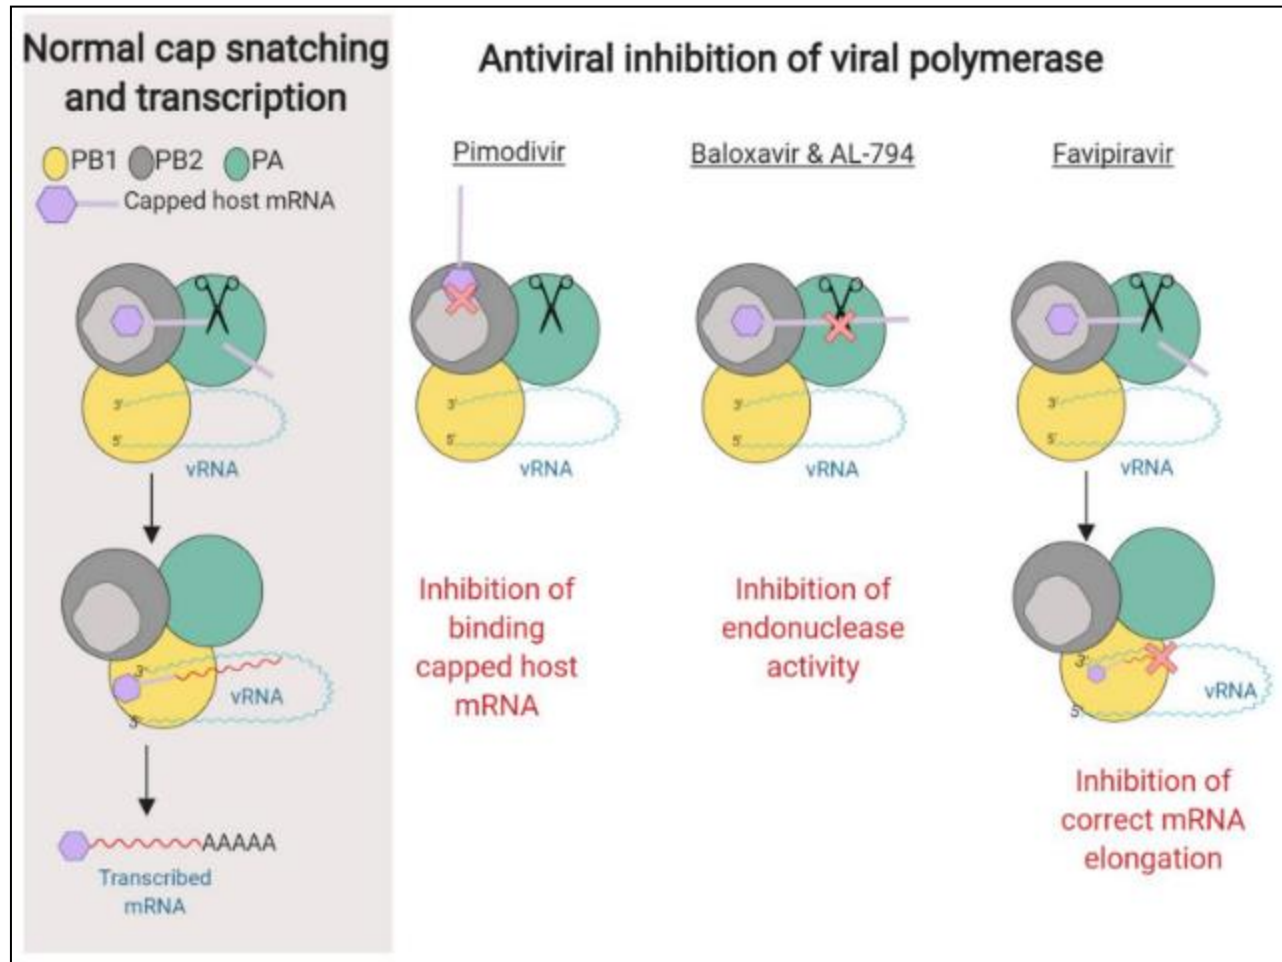 Normal cap snatching
and transcription
PB1 PB2 PA
Capped host mRNA
3'
5'
vRNA
3'
vRNA
5'
AAAAA
Transcribed
mRNA
Antiviral inhibition of viral polymerase
Pimodivir
3'
5'
vRNA
Inhibition of
binding
capped host
mRNA
Baloxavir & AL-794
3'
5'
vRNA
Inhibition of
endonuclease
activity
Favipiravir
3'
5'
vRNA
3'
vRNA
5'
Inhibition of
correct mRNA
elongation